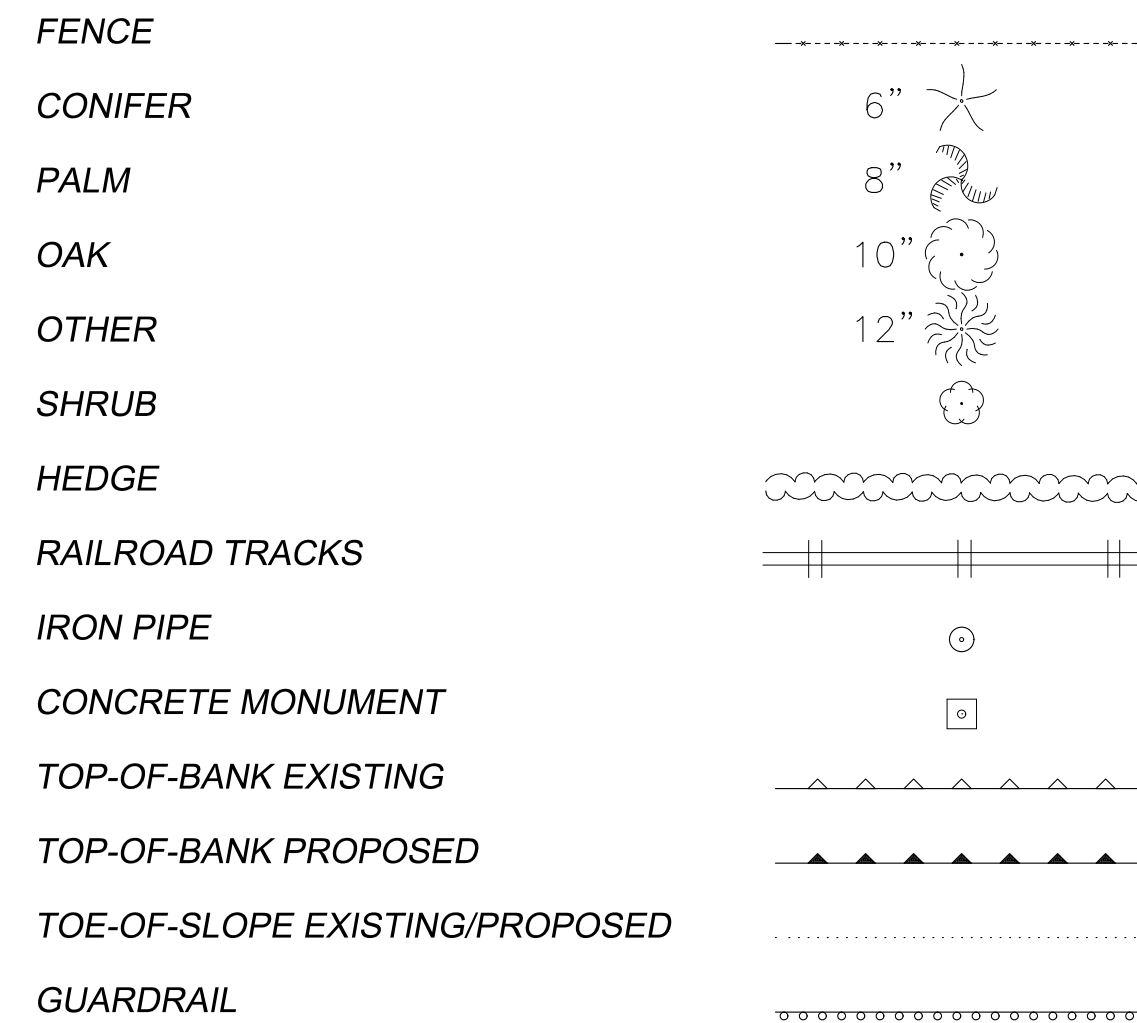 FENCE
CONIFER 6”
PALM 8”
OAK 10”
OTHER 12”
SHRUB
HEDGE
RAILROAD TRACKS
IRON PIPE
CONCRETE MONUMENT
TOP-OF-BANK EXISTING
TOP-OF-BANK PROPOSED
TOE-OF-SLOPE EXISTING/PROPOSED
GUARDRAIL